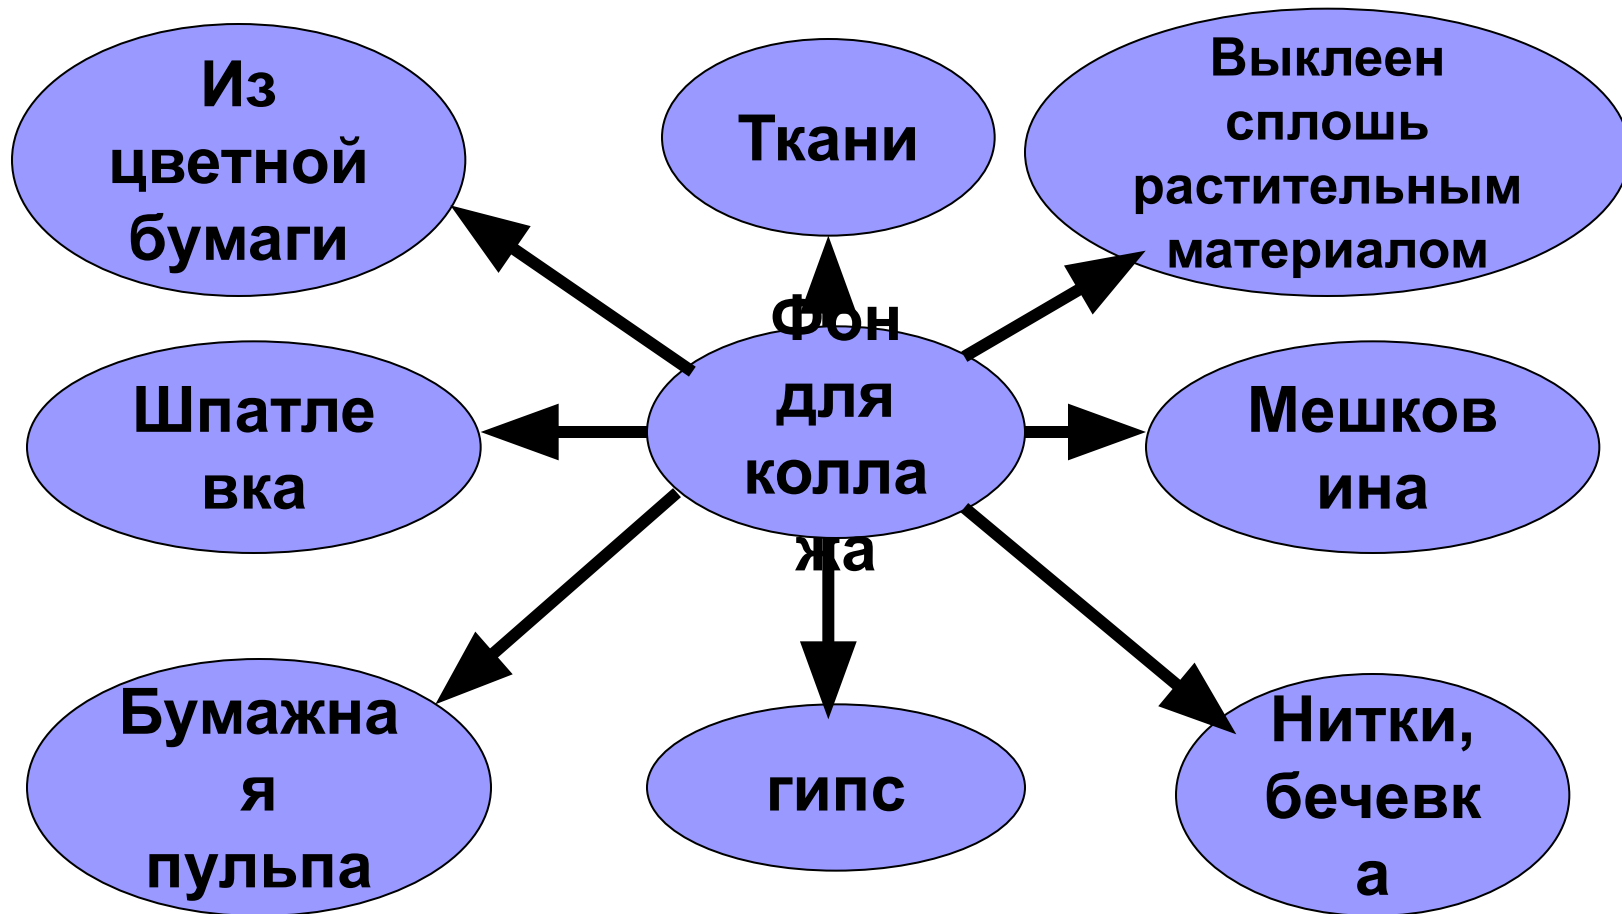 Из
цветной
бумаги
Ткани
Выклеен
сплошь
растительным
материалом
Фон
для
колла
жа
Шпатле
вка
Мешков
ина
Бумажна
я
пульпа
гипс
Нитки,
бечевк
а